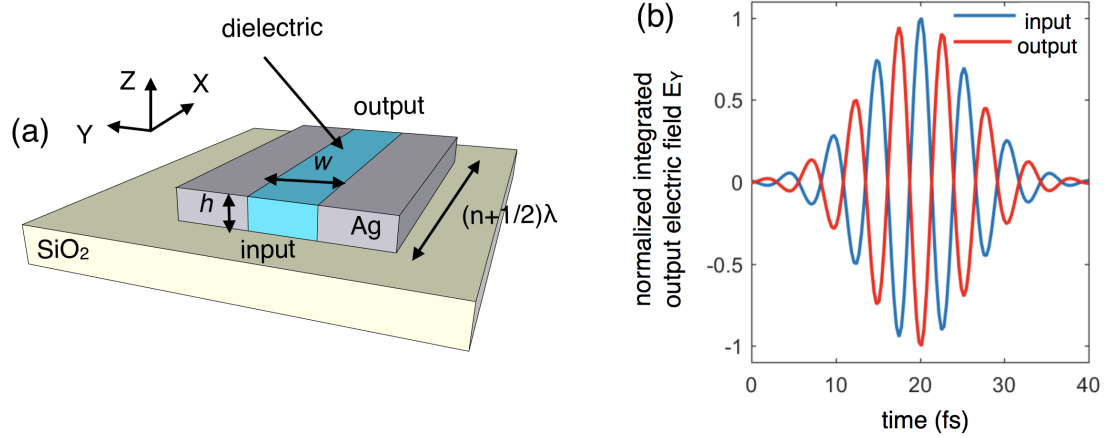 (a)
dielectric
Z
X
Y
output
w
h
Ag
(n+1/2)λ
input
SiO2
(b)
normalized integrated
output electric field EY
1
0.5
0
-0.5
-1
input
output
0
10
20
30
40
time (fs)